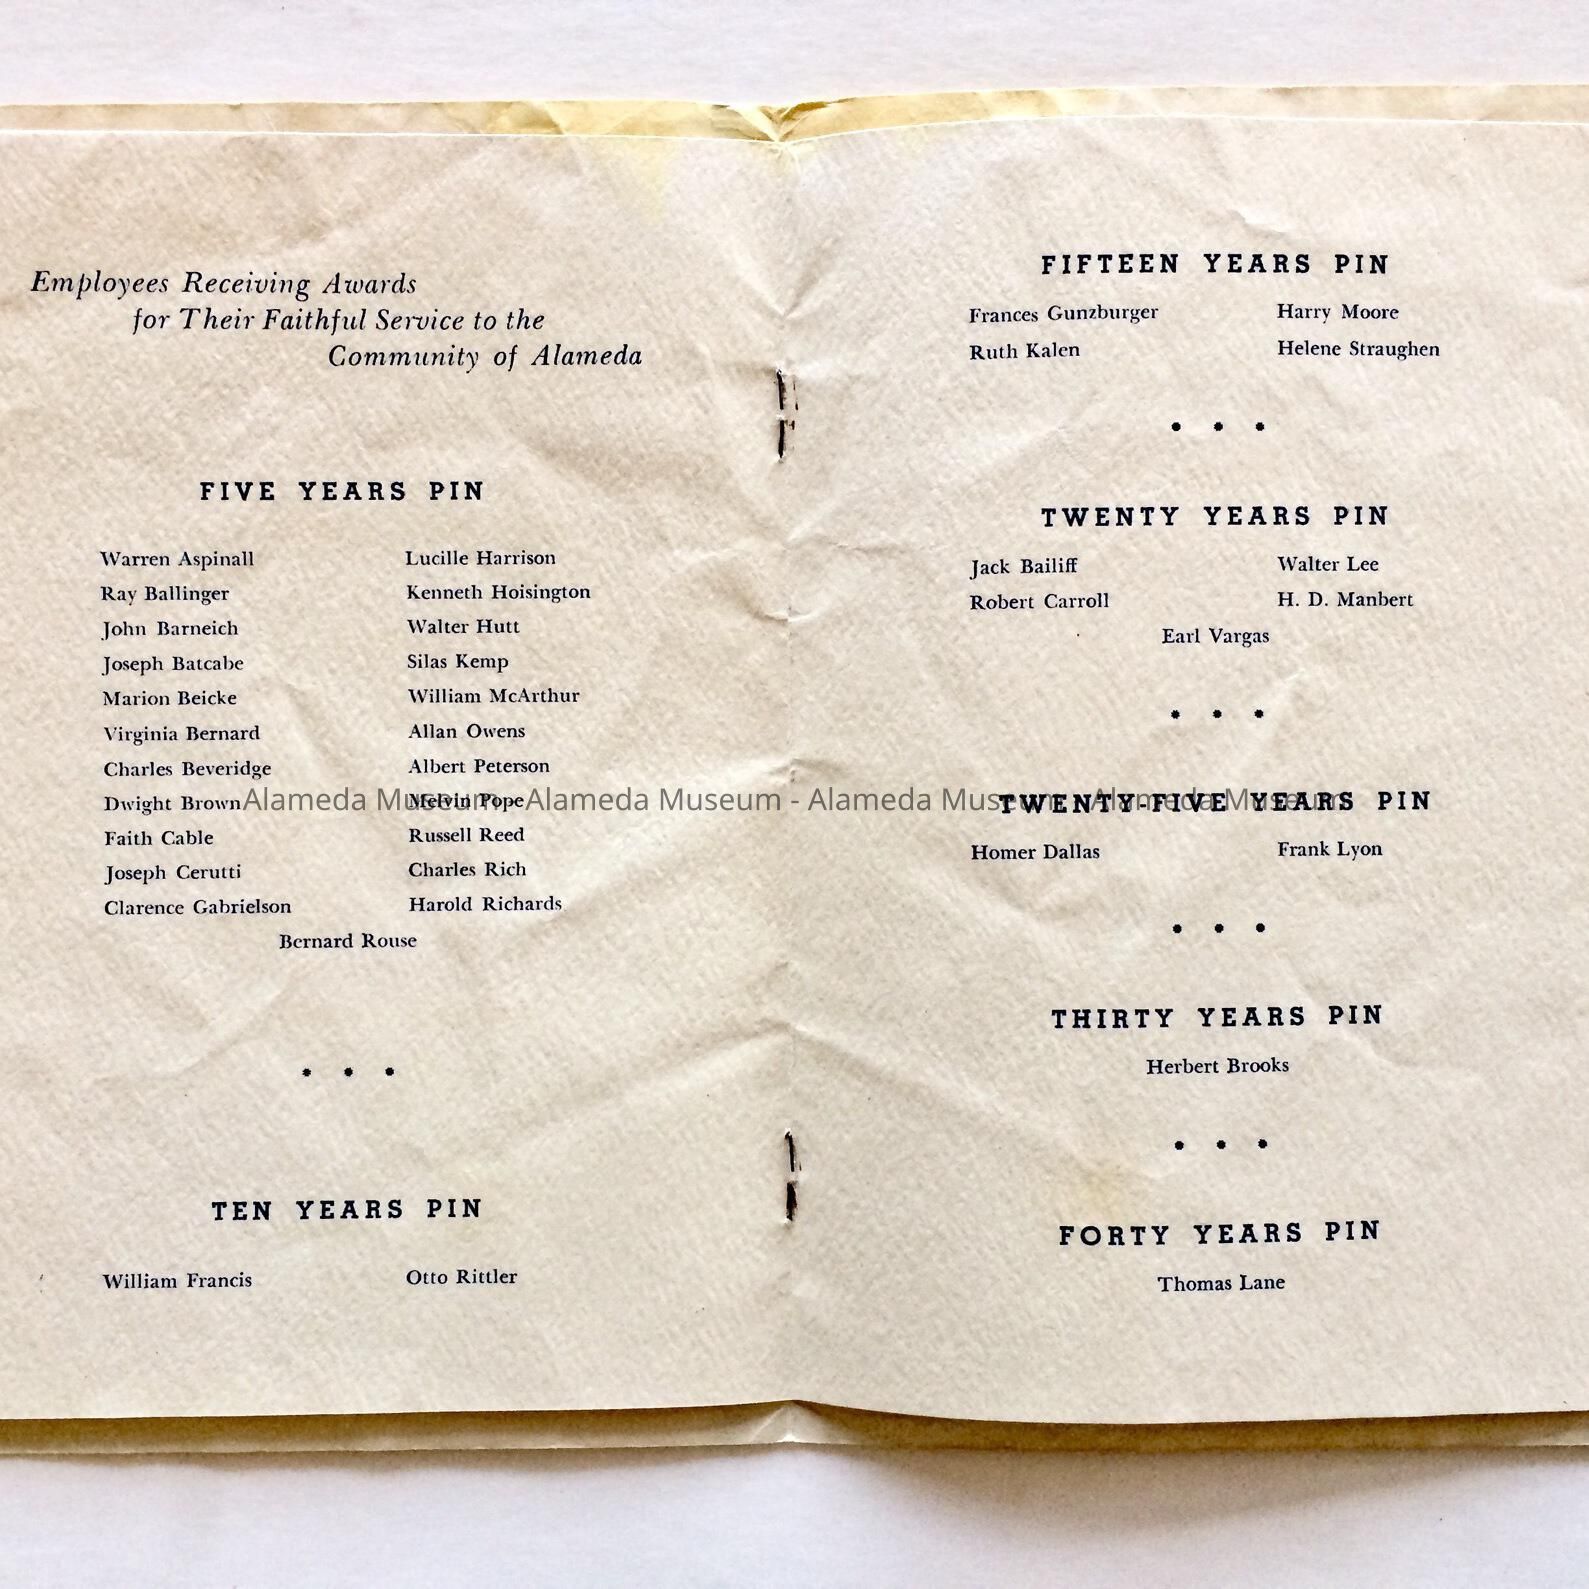 Employees Receiving Awards
for Their Faithful Service to the
Community of Alameda
FIVE YEARS PIN
Warren Aspinall Lucille Harrison
Ray Ballinger Kenneth Hoisington
John Barneich Walter Hutt
Joseph Batcabe Silas Kemp
Marion Beicke William McArthur
Virginia Bernard Allan Owens
Charles Beveridge Albert Peterson
Dwight Brown Melvin Pope
Faith Cable Russell Reed
Joseph Cerutti Charles Rich
Clarence Gabrielson Harold Richards
Bernard Rouse
TEN YEARS PIN
William Francis Otto Rittler
FIFTEEN YEARS PIN
Frances Gunzburger Harry Moore
Ruth Kalen Helene Straughen
TWENTY YEARS PIN
Jack Bailiff Walter Lee
Robert Carroll H. D. Manbert
Earl Vargas
TWENTY-FIVE YEARS PIN
Homer Dallas Frank Lyon
THIRTY YEARS PIN
Herbert Brooks
FORTY YEARS PIN
Thomas Lane
Alameda Museum - Alameda Museum - Alameda Museum - Alameda Museum